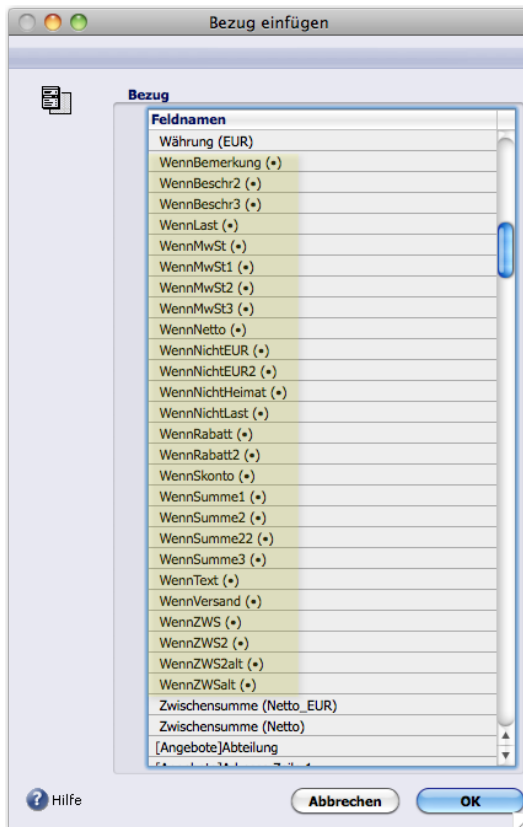 Bezug einfügen
Bezug
Feldnamen
Währung (EUR)
WennBemerkung (•)
WennBeschr2 (•)
WennBeschr3 (•)
WennLast (•)
WennMwSt (•)
WennMwSt1 (•)
WennMwSt2 (•)
WennMwSt3 (•)
WennNetto (•)
WennNichtEUR (•)
WennNichtEUR2 (•)
WennNichtHeimat (•)
WennNichtLast (•)
WennRabatt (•)
WennRabatt2 (•)
WennSkonto (•)
WennSumme1 (•)
WennSumme2 (•)
WennSumme22 (•)
WennSumme3 (•)
WennText (•)
WennVersand (•)
WennZWS (•)
WennZWS2 (•)
WennZWS2alt (•)
WennZWSalt (•)
Zwischensumme (Netto_EUR)
Zwischensumme (Netto)
[Angebote]Abteilung
? Hilfe
Abbrechen
OK